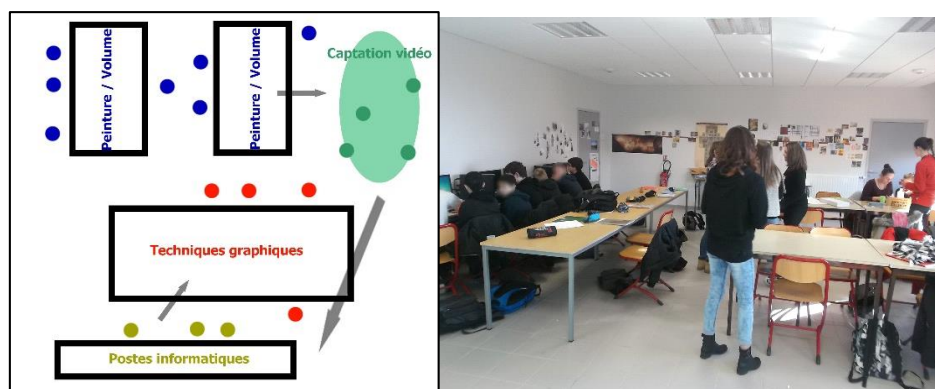 Peinture / Volume
Peinture / Volume
Captation vidéo
Techniques graphiques
Postes informatiques